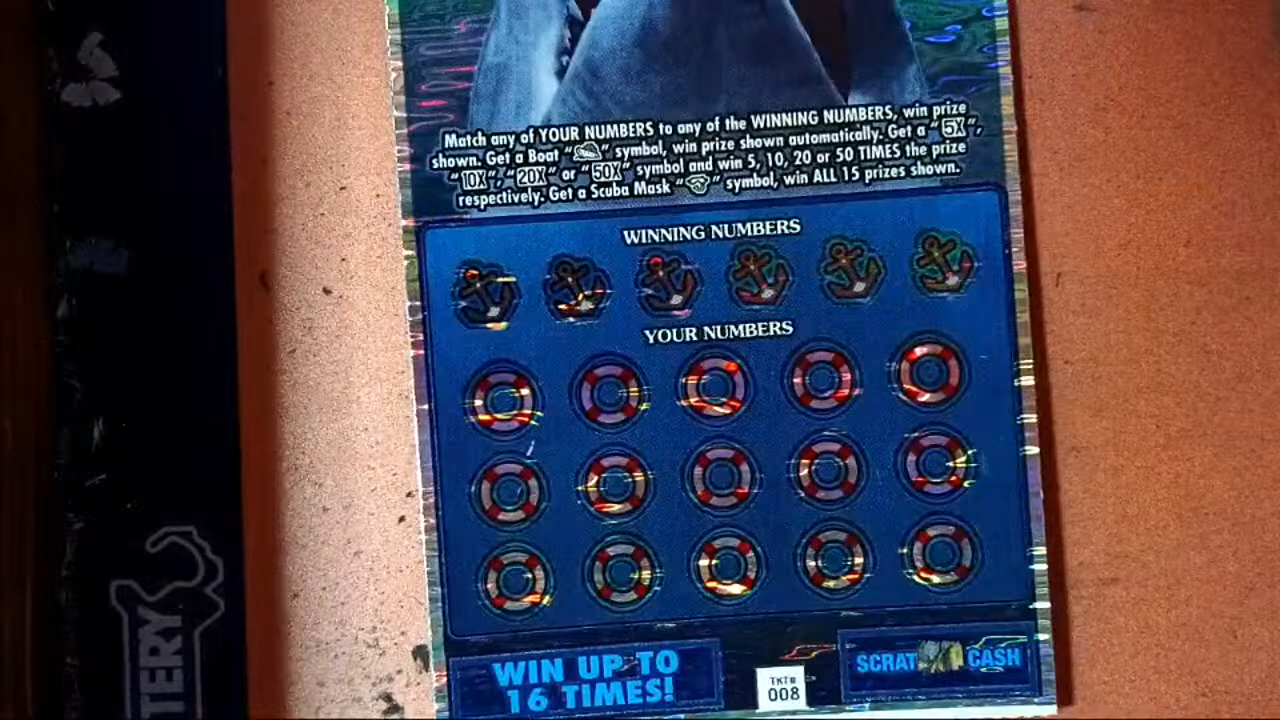 Match any of YOUR NUMBERS to any of the WINNING NUMBERS, win prize
shown. Get a Boat "" symbol, win prize shown automatically. Get a "5X",
"10X", "20X" or "50X" symbol and win 5, 10, 20 or 50 TIMES the prize
respectively. Get a Scuba Mask "" symbol, win ALL 15 prizes shown.
WINNING NUMBERS
YOUR NUMBERS
WIN UP TO
16 TIMES!
TKT#
008
CASH
TERY